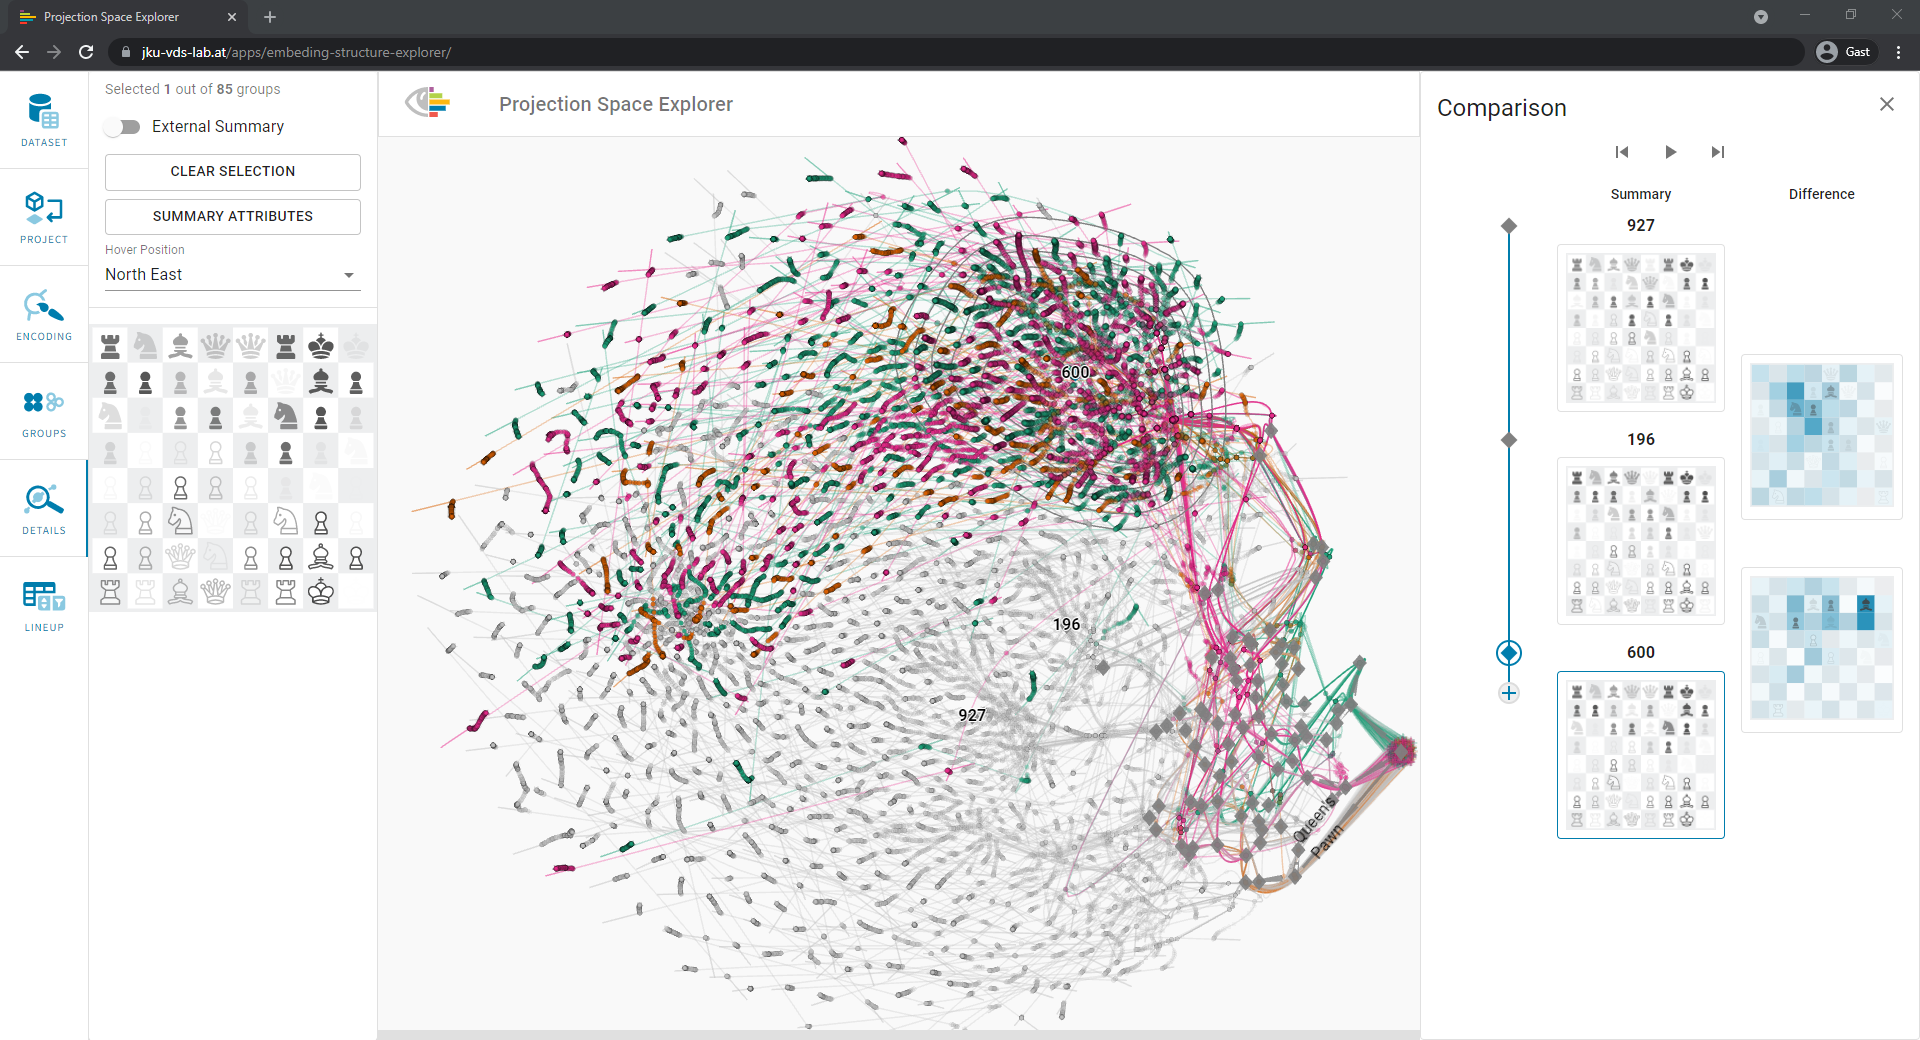 Projection Space Explorer
jku-vds-lab.at/apps/embeding-structure-explorer/
Gast
DATASET
PROJECT
ENCODING
GROUPS
DETAILS
LINEUP
Selected 1 out of 85 groups
External Summary
CLEAR SELECTION
SUMMARY ATTRIBUTES
Hover Position
North East
Projection Space Explorer
600
196
927
Queen's
Pawn
Comparison
Summary
Difference
927
196
600